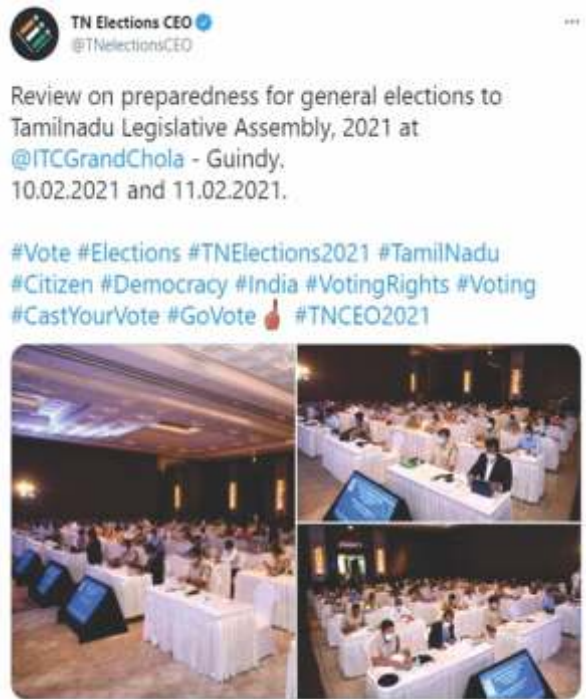 TN Elections CEO
@TNelectionsCEO
Review on preparedness for general elections to
Tamilnadu Legislative Assembly, 2021 at
@ITCGrandChola - Guindy.
10.02.2021 and 11.02.2021.
#Vote #Elections #TNElections2021 #TamilNadu
#Citizen #Democracy #India #VotingRights #Voting
#CastYourVote #GoVote ☝🏾 #TNCEO2021